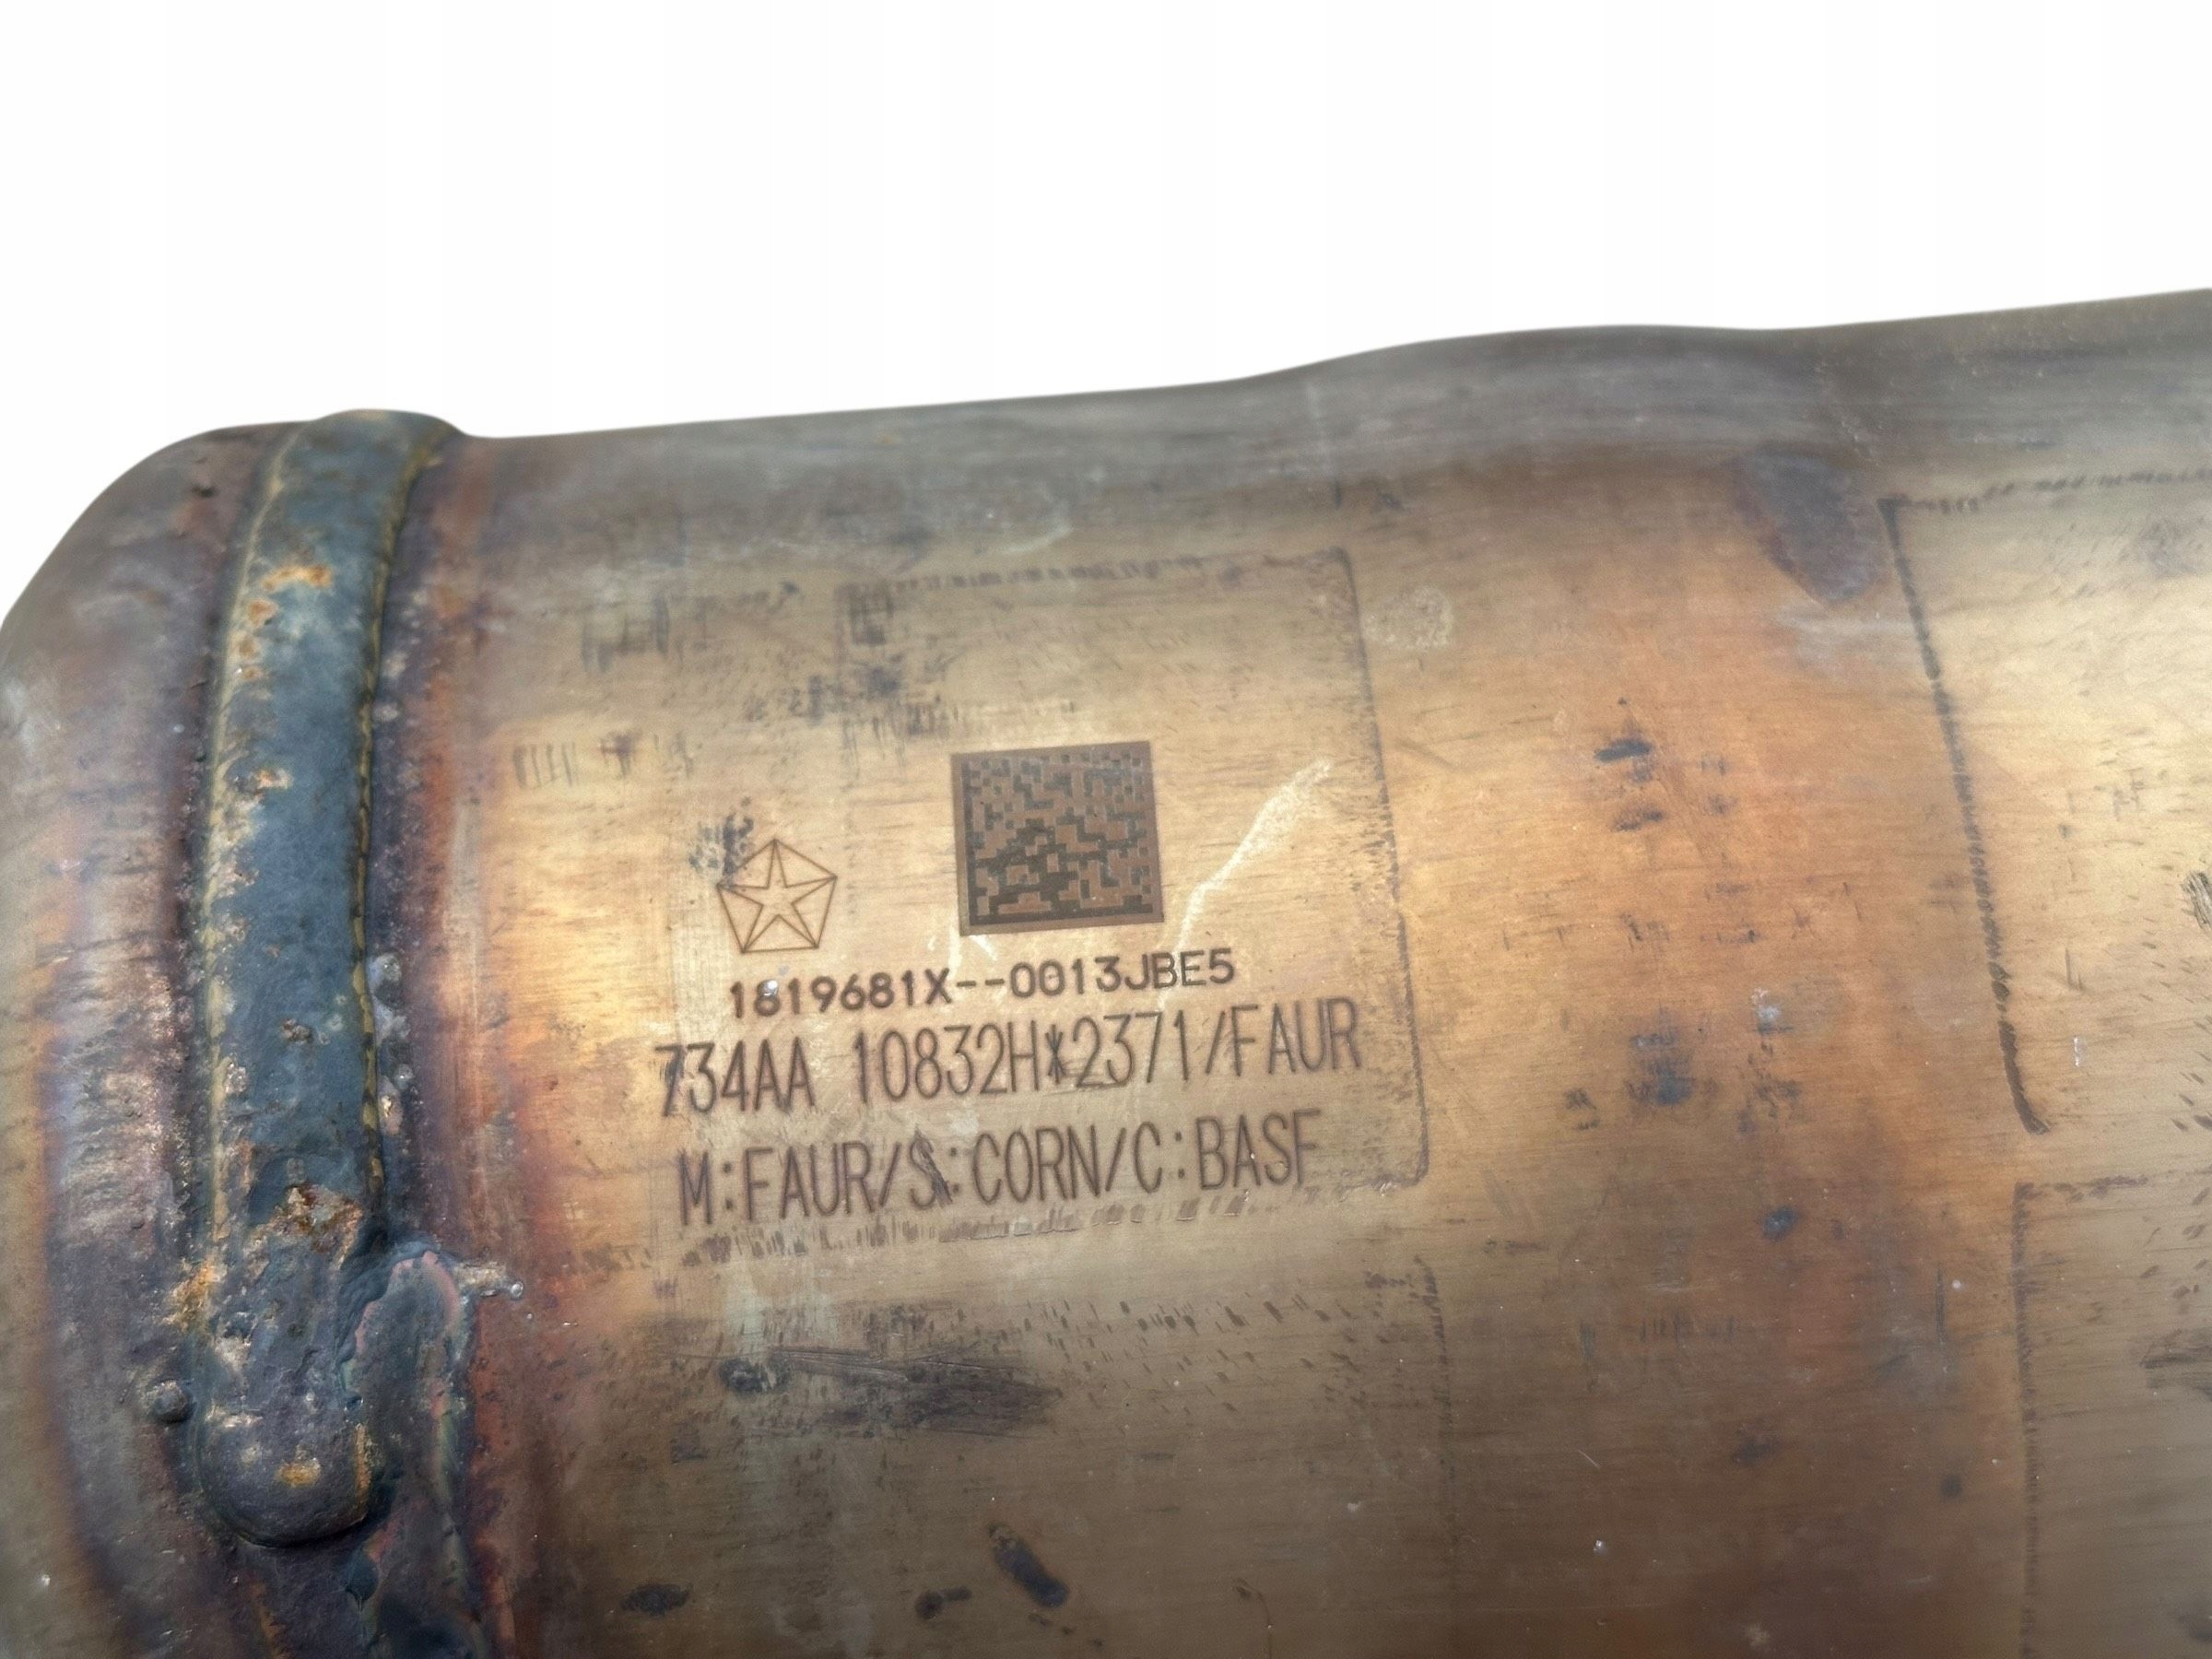 1819681X--0013JBE5
734AA 10832H*2371/FAUR
M:FAUR/S:CORN/C:BASF